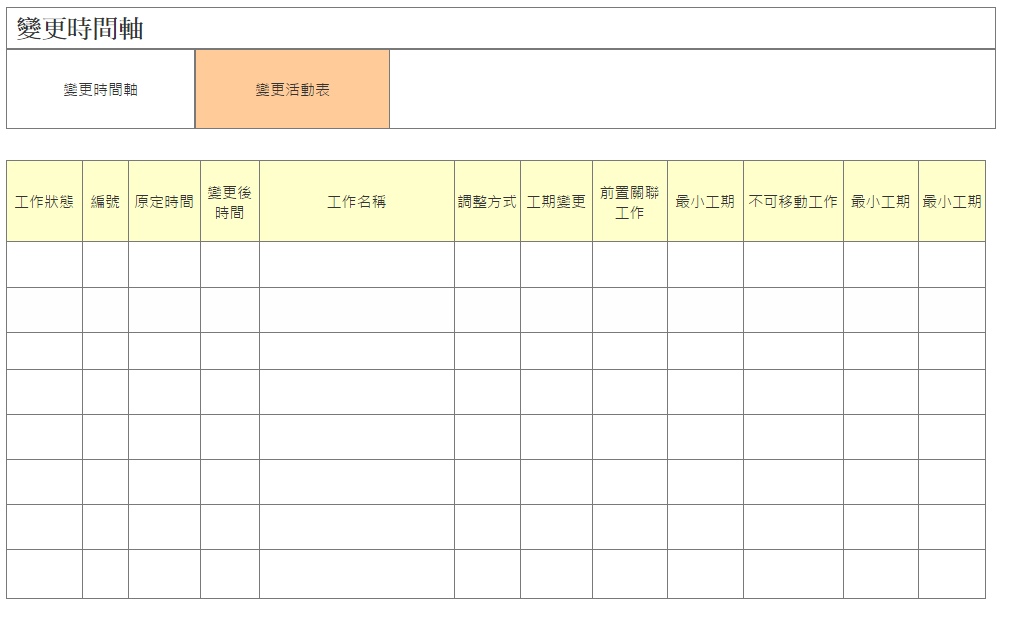 變更時間軸
變更時間軸
變更活動表
工作狀態
編號
原定時間
變更後
時間
工作名稱
調整方式
工期變更
前置關聯
工作
最小工期
不可移動工作
最小工期
最小工期